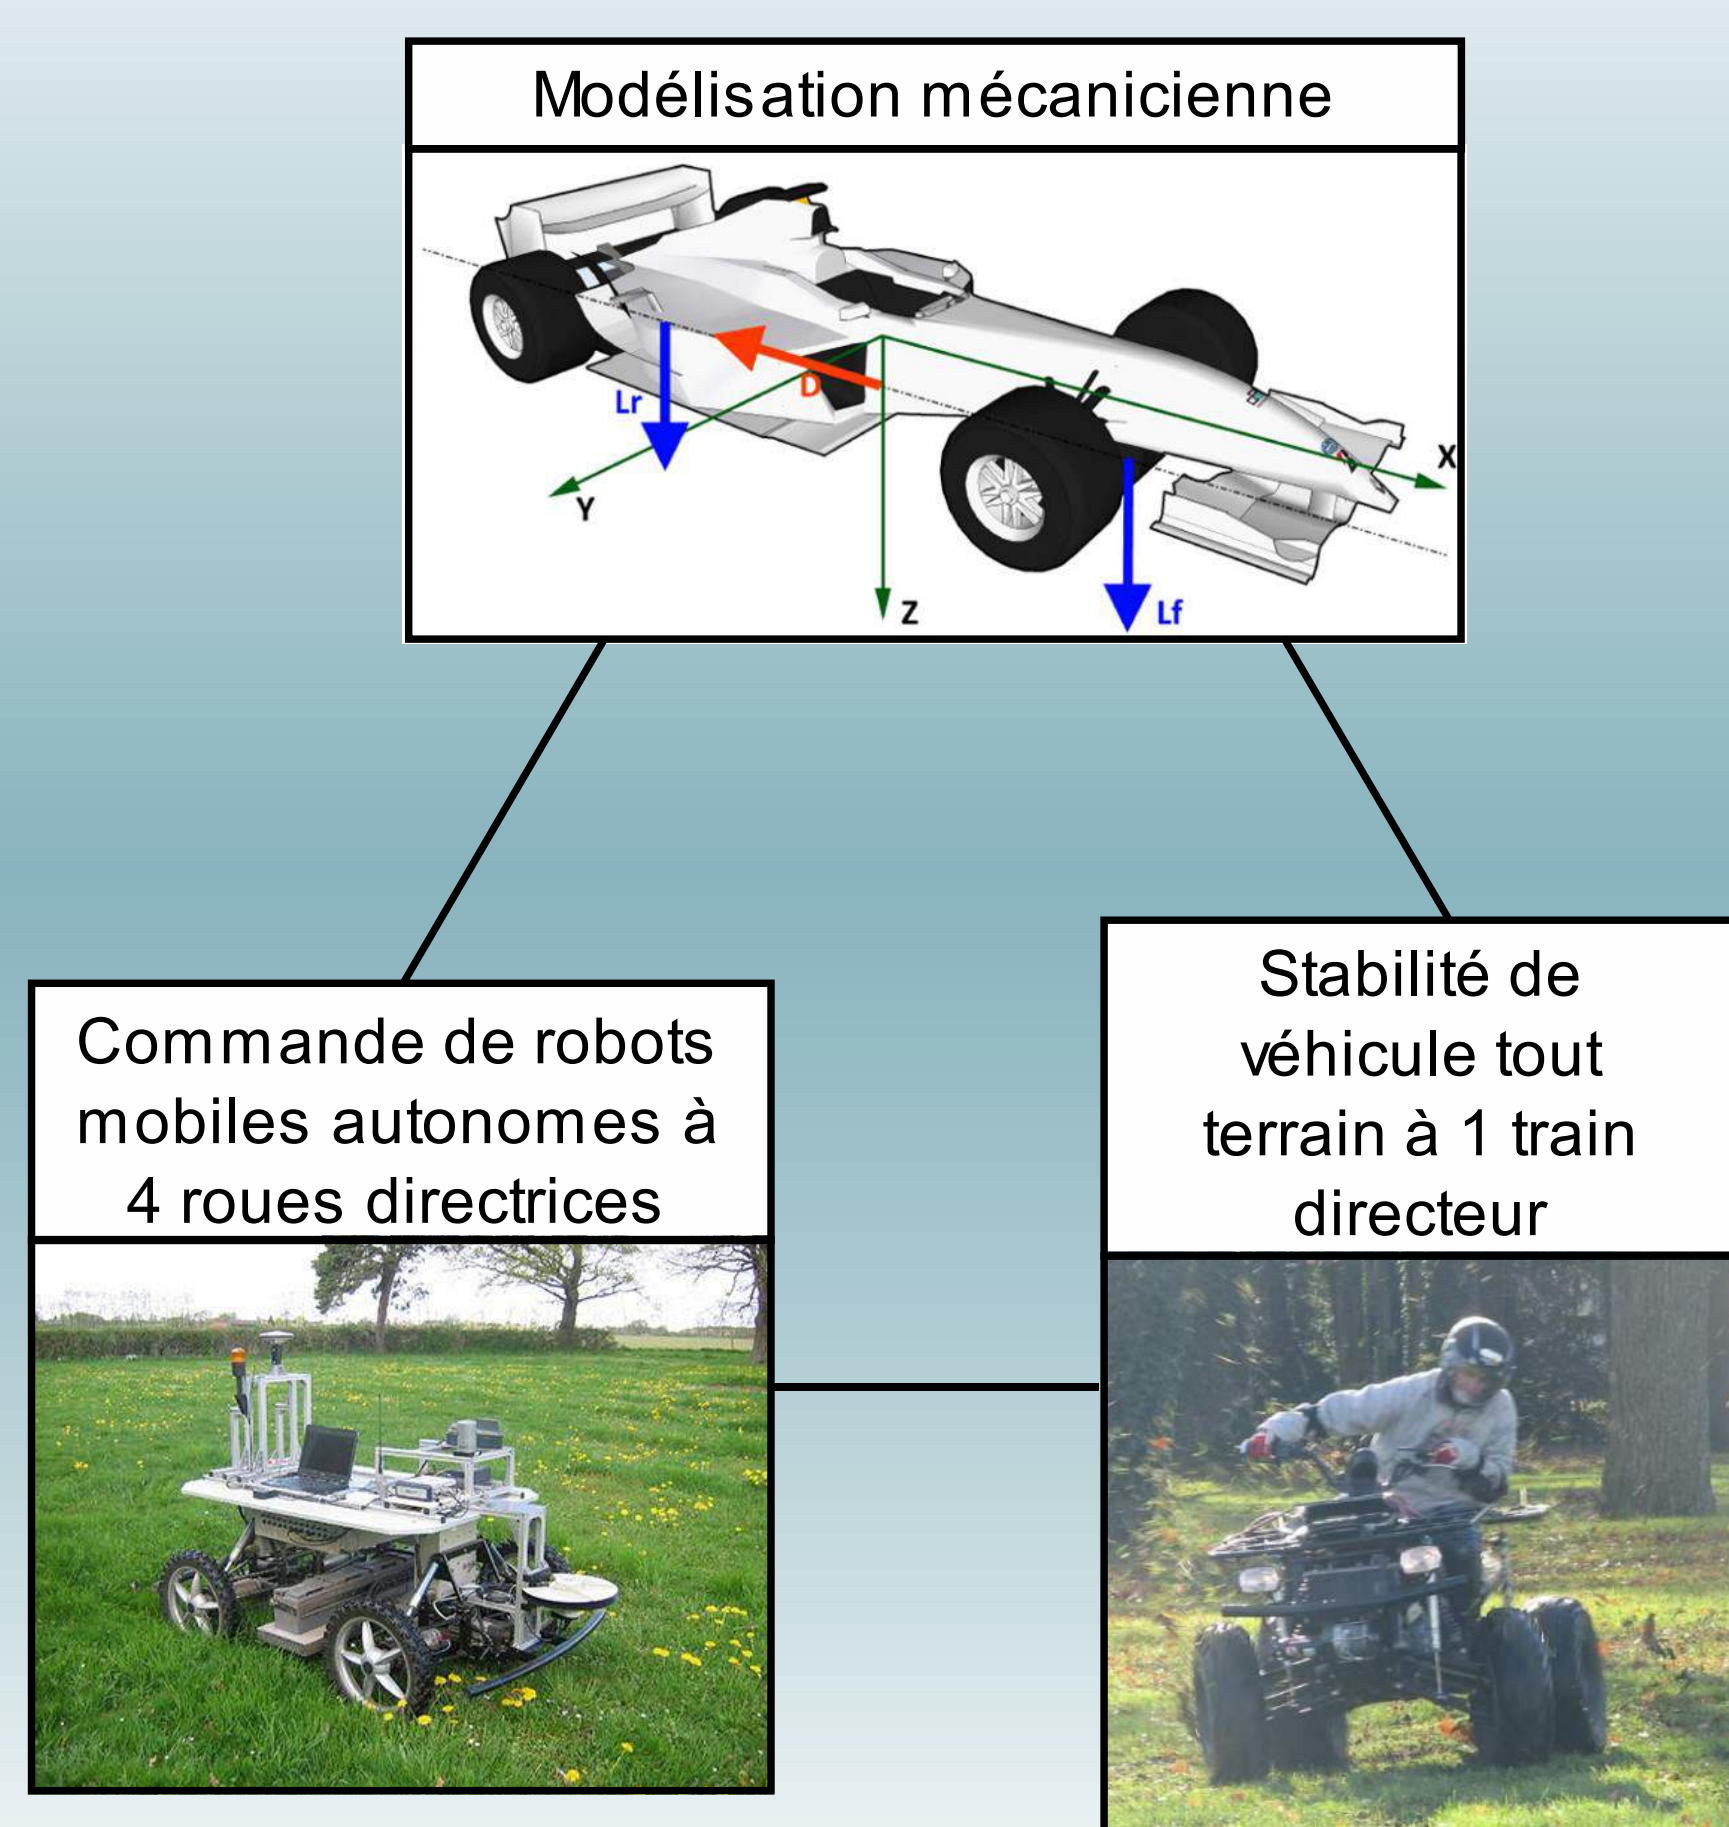 Modélisation mécanicienne
D
Lr
X
Y
Z
Lf
Commande de robots
mobiles autonomes à
4 roues directrices
Stabilité de
véhicule tout
terrain à 1 train
directeur